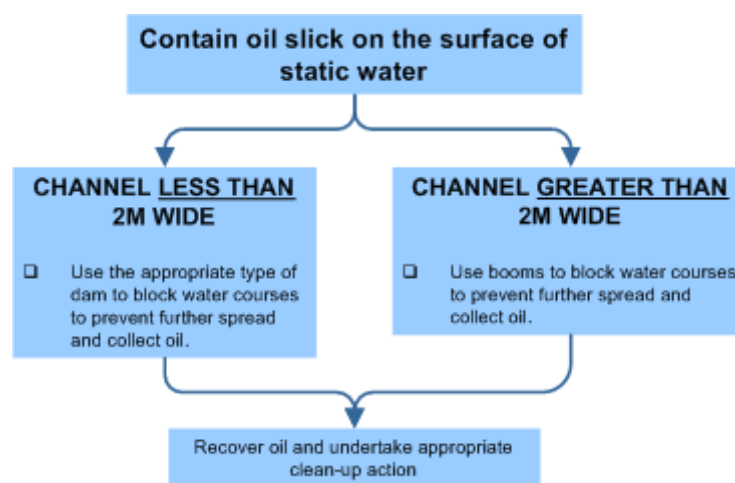 Contain oil slick on the surface of
static water
CHANNEL LESS THAN
2M WIDE
❑ Use the appropriate type of
dam to block water courses
to prevent further spread
and collect oil.
CHANNEL GREATER THAN
2M WIDE
❑ Use booms to block water courses
to prevent further spread and
collect oil.
Recover oil and undertake appropriate
clean-up action